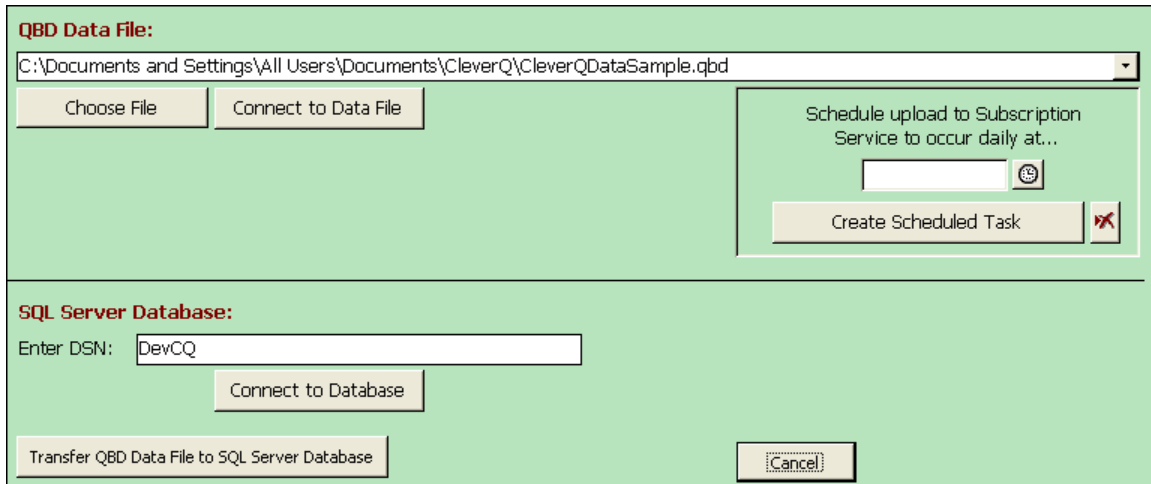 QBD Data File:
C:\Documents and Settings\All Users\Documents\CleverQ\CleverQDataSample.qbd
Choose File
Connect to Data File
Schedule upload to Subscription
Service to occur daily at...
Create Scheduled Task
SQL Server Database:
Enter DSN: DevCQ
Connect to Database
Transfer QBD Data File to SQL Server Database
Cancel